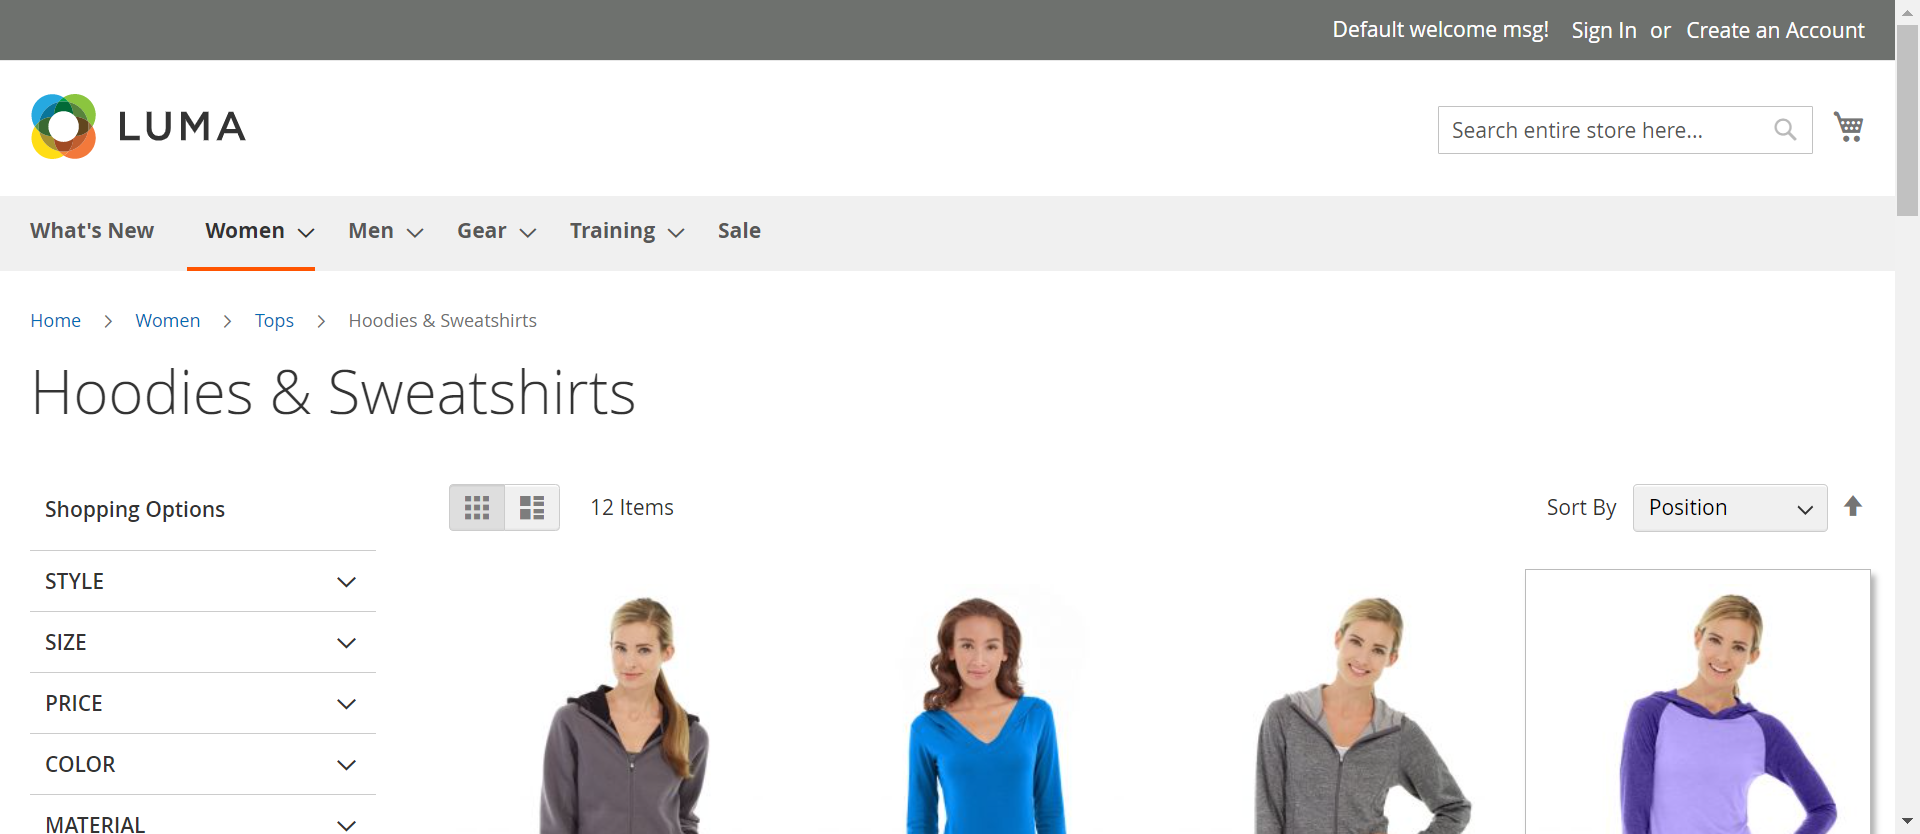 Default welcome msg! Sign In or Create an Account
LUMA
Search entire store here...
What's New Women Men Gear Training Sale
Home Women Tops Hoodies & Sweatshirts
Hoodies & Sweatshirts
Shopping Options
12 Items
Sort By Position
STYLE
SIZE
PRICE
COLOR
MATERIAL